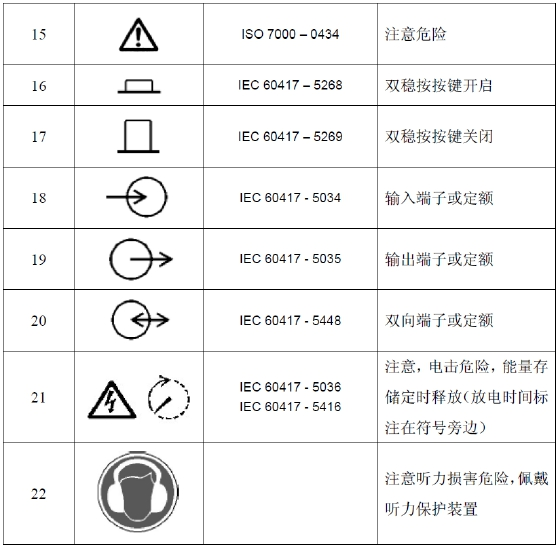 15 ISO 7000 – 0434 注意危险
16 IEC 60417 – 5268 双稳按按键开启
17 IEC 60417 – 5269 双稳按按键关闭
18 IEC 60417 - 5034 输入端子或定额
19 IEC 60417 - 5035 输出端子或定额
20 IEC 60417 - 5448 双向端子或定额
21
IEC 60417 - 5036
IEC 60417 - 5416
注意，电击危险，能量存
储定时释放（放电时间标
注在符号旁边）
22
注意听力损害危险，佩戴
听力保护装置